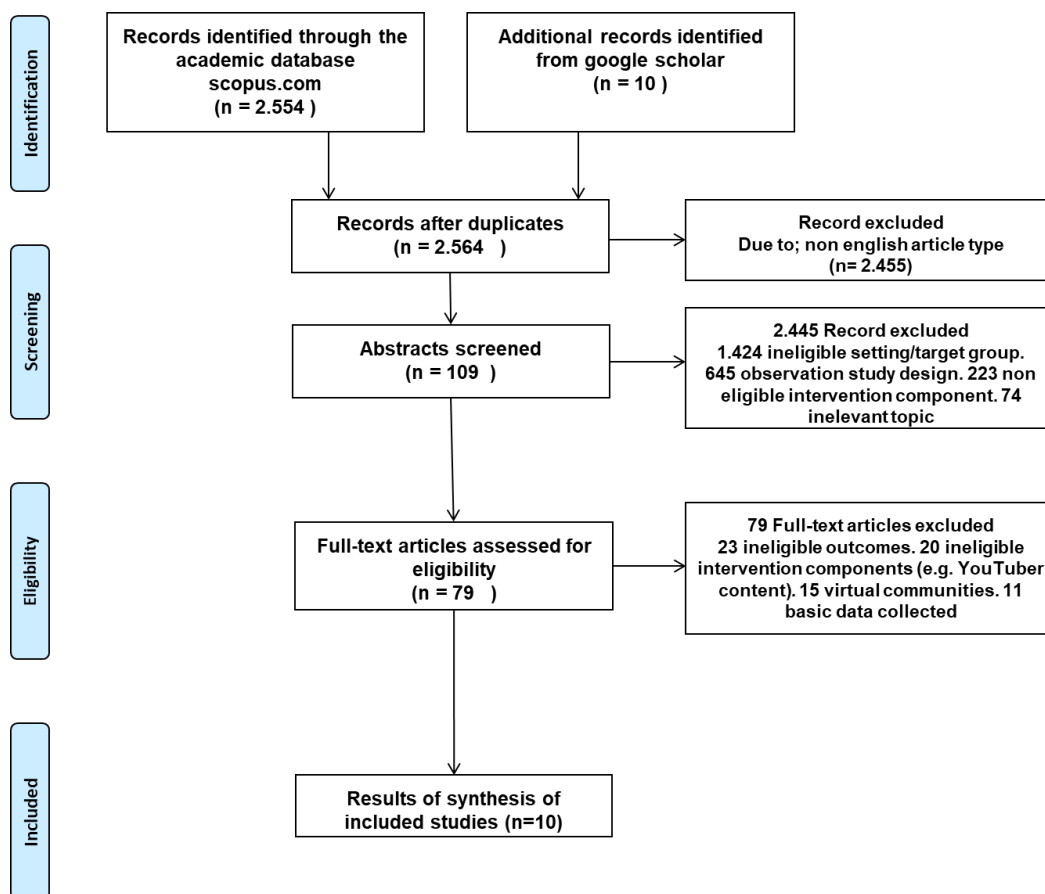 Identification
Records identified through the
academic database
scopus.com
(n = 2.554 )
Additional records identified
from google scholar
(n = 10 )
Records after duplicates
(n = 2.564 )
Record excluded
Due to; non english article type
(n= 2.455)
Screening
Abstracts screened
(n = 109 )
2.445 Record excluded
1.424 ineligible setting/target group.
645 observation study design. 223 non
eligible intervention component. 74
inelevant topic
Eligibility
Full-text articles assessed for
eligibility
(n = 79 )
79 Full-text articles excluded
23 ineligible outcomes. 20 ineligible
intervention components (e.g. YouTuber
content). 15 virtual communities. 11
basic data collected
Included
Results of synthesis of
included studies (n=10)